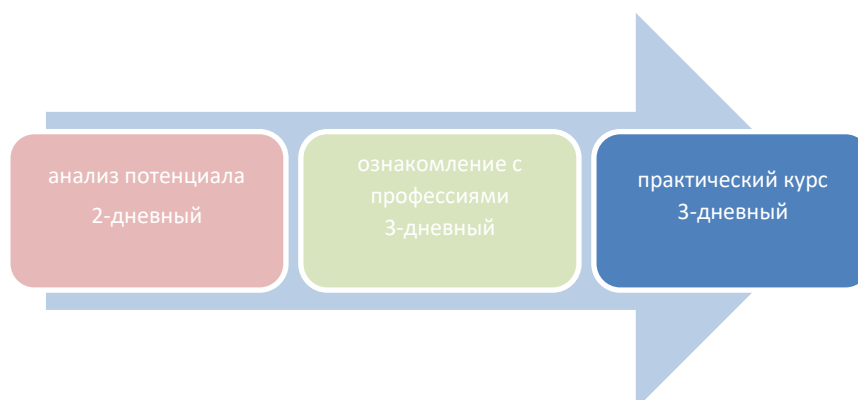 анализ потенциала
2-дневный
ознакомление с
профессиями
3-дневный
практический курс
3-дневный